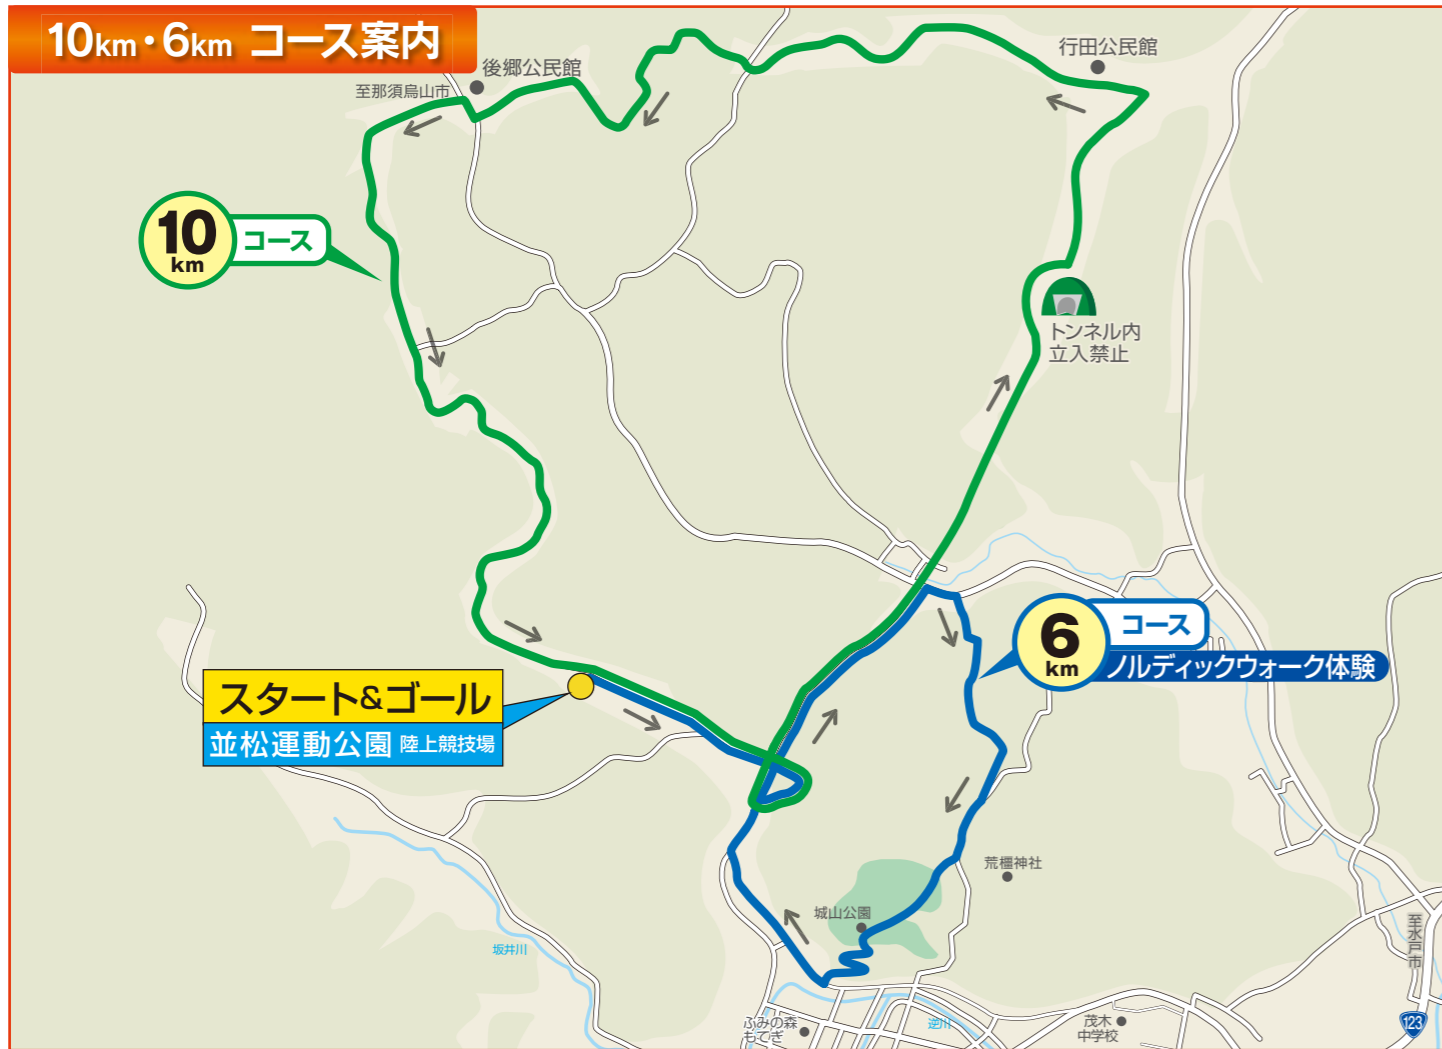 10km・6km コース案内
後郷公民館
至那須烏山市
行田公民館
10
km
コース
トンネル内
立入禁止
6
km
コース
ノルディックウォーク体験
スタート&ゴール
並松運動公園 陸上競技場
荒橿神社
城山公園
坂井川
至水戸市
ふみの森
もてぎ
逆川
茂木
中学校
123